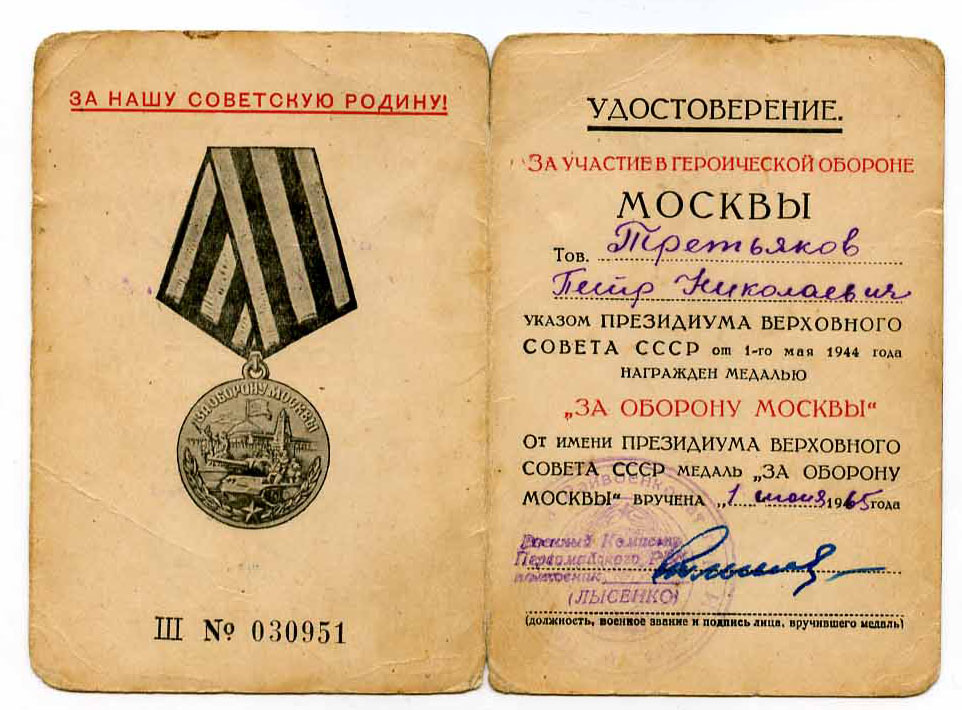 ЗА НАШУ СОВЕТСКУЮ РОДИНУ!
ЗА ОБОРОНУ МОСКВЫ
Ш № 030951
УДОСТОВЕРЕНИЕ.
ЗА УЧАСТИЕ В ГЕРОИЧЕСКОЙ ОБОРОНЕ
МОСКВЫ
Тов. Третьяков
Петр Николаевич
УКАЗОМ ПРЕЗИДИУМА ВЕРХОВНОГО
СОВЕТА СССР от 1-го мая 1944 года
НАГРАЖДЕН МЕДАЛЬЮ
„ЗА ОБОРОНУ МОСКВЫ“
От имени ПРЕЗИДИУМА ВЕРХОВНОГО
СОВЕТА СССР МЕДАЛЬ „ЗА ОБОРОНУ
МОСКВЫ“ ВРУЧЕНА „1 1965 года
Военный Комиссар
Первомайского
полковник
(ЛЫСЕНКО)
(должность, военное звание и подпись лица, вручившего медаль)